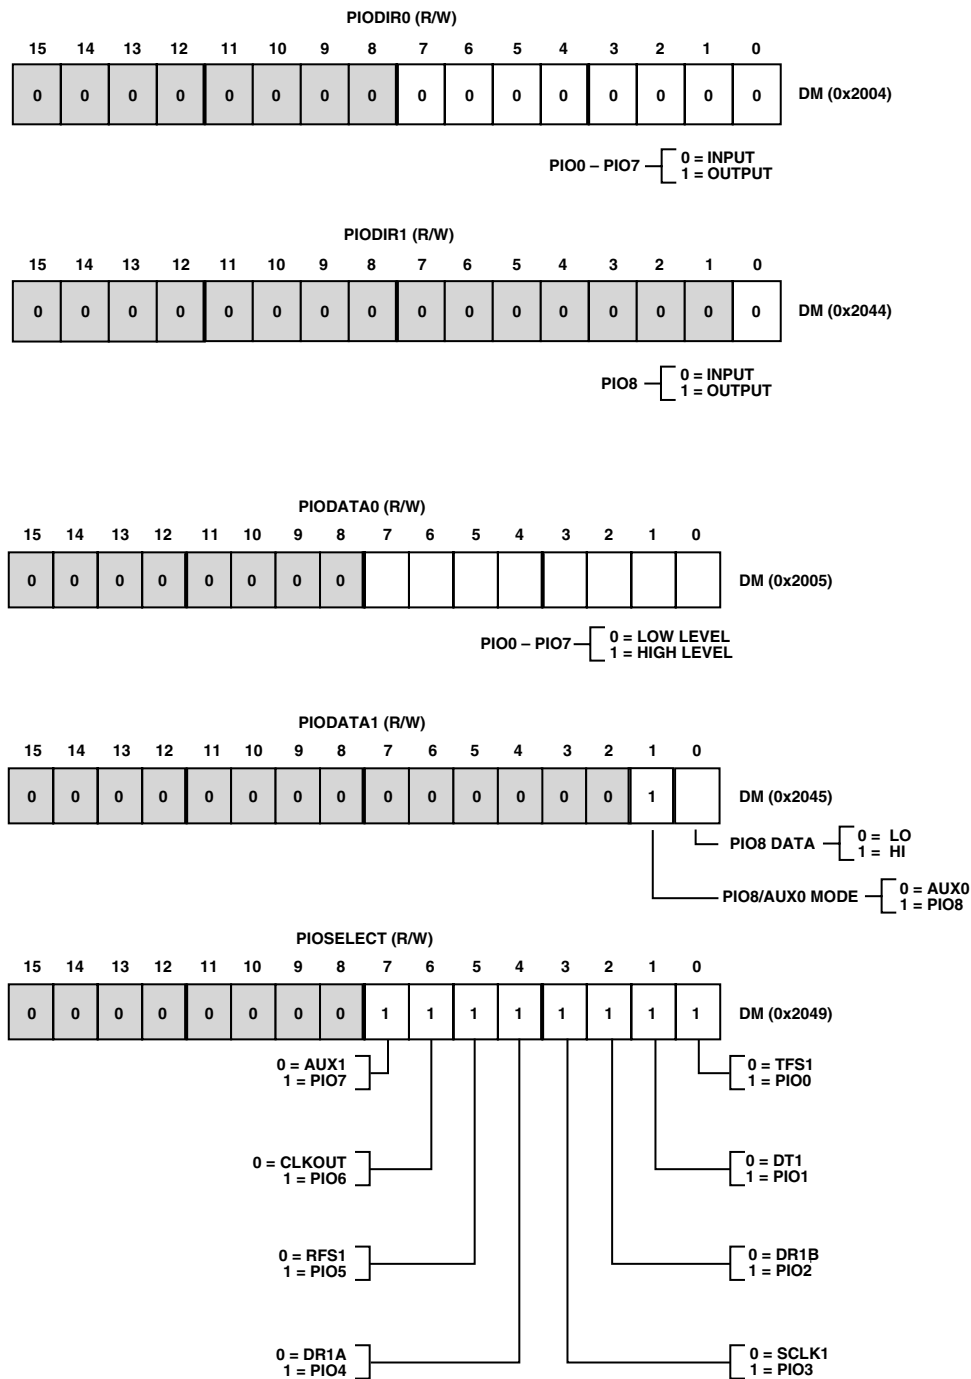 PIODIR0 (R/W)
15 14 13 12 11 10 9 8 7 6 5 4 3 2 1 0
0 0 0 0 0 0 0 0 0 0 0 0 0 0 0 0 DM (0x2004)
PIO0 – PIO7 0 = INPUT
1 = OUTPUT
PIODIR1 (R/W)
15 14 13 12 11 10 9 8 7 6 5 4 3 2 1 0
0 0 0 0 0 0 0 0 0 0 0 0 0 0 0 0 DM (0x2044)
PIO8 0 = INPUT
1 = OUTPUT
PIODATA0 (R/W)
15 14 13 12 11 10 9 8 7 6 5 4 3 2 1 0
0 0 0 0 0 0 0 0 DM (0x2005)
PIO0 – PIO7 0 = LOW LEVEL
1 = HIGH LEVEL
PIODATA1 (R/W)
15 14 13 12 11 10 9 8 7 6 5 4 3 2 1 0
0 0 0 0 0 0 0 0 0 0 0 0 0 0 1 DM (0x2045)
PIO8 DATA 0 = LO
1 = HI
PIO8/AUX0 MODE 0 = AUX0
1 = PIO8
PIOSELECT (R/W)
15 14 13 12 11 10 9 8 7 6 5 4 3 2 1 0
0 0 0 0 0 0 0 0 1 1 1 1 1 1 1 1 DM (0x2049)
0 = AUX1
1 = PIO7
0 = TFS1
1 = PIO0
0 = CLKOUT
1 = PIO6
0 = DT1
1 = PIO1
0 = RFS1
1 = PIO5
0 = DR1B
1 = PIO2
0 = DR1A
1 = PIO4
0 = SCLK1
1 = PIO3